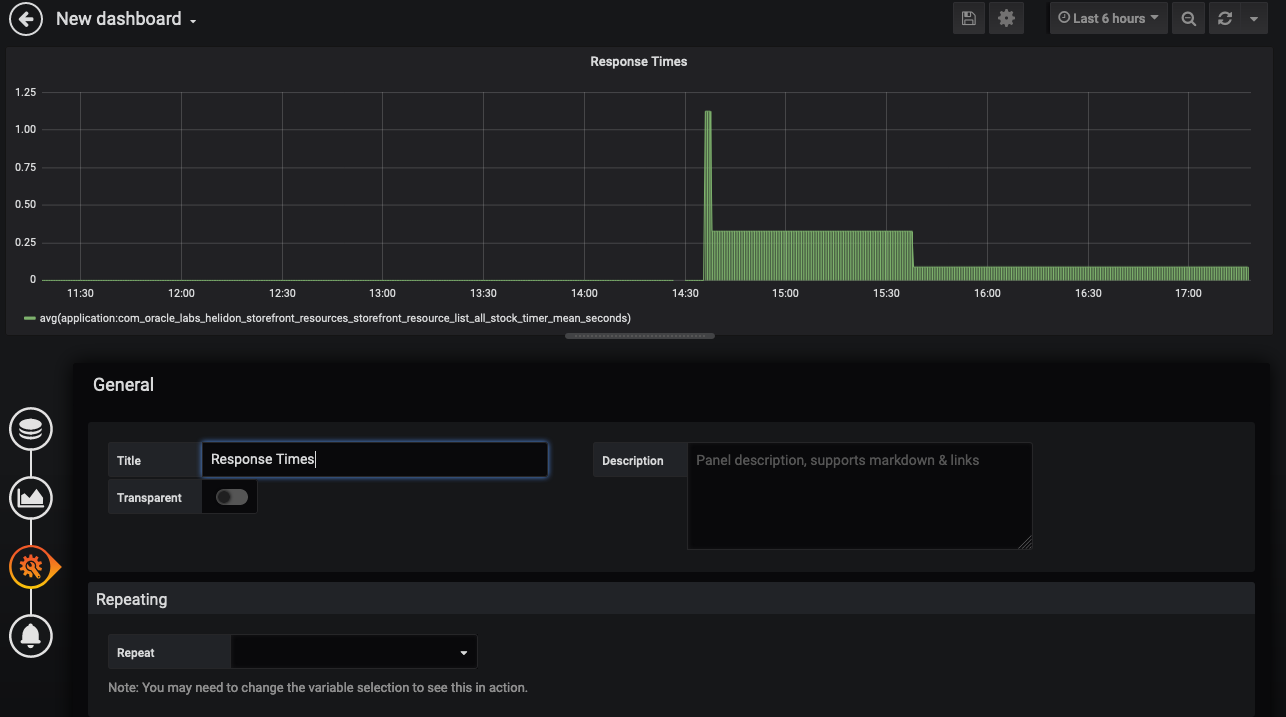 New dashboard
Last 6 hours
Response Times
1.25
1.00
0.75
0.50
0.25
0
11:30 12:00 12:30 13:00 13:30 14:00 14:30 15:00 15:30 16:00 16:30 17:00
avg(application:com_oracle_labs_helidon_storefront_resources_storefront_resource_list_all_stock_timer_mean_seconds)
General
Title Response Times Description Panel description, supports markdown & links
Transparent
Repeating
Repeat
Note: You may need to change the variable selection to see this in action.